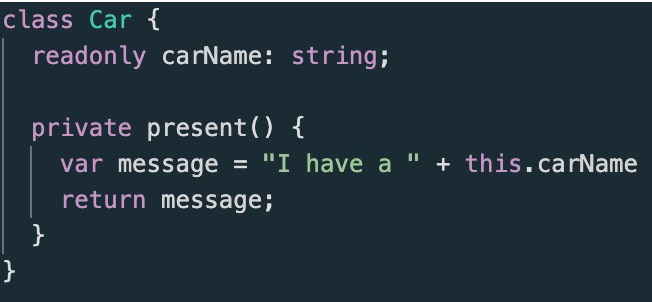 class Car {
  readonly carName: string;

  private present() {
    var message = "I have a " + this.carName
    return message;
  }
}